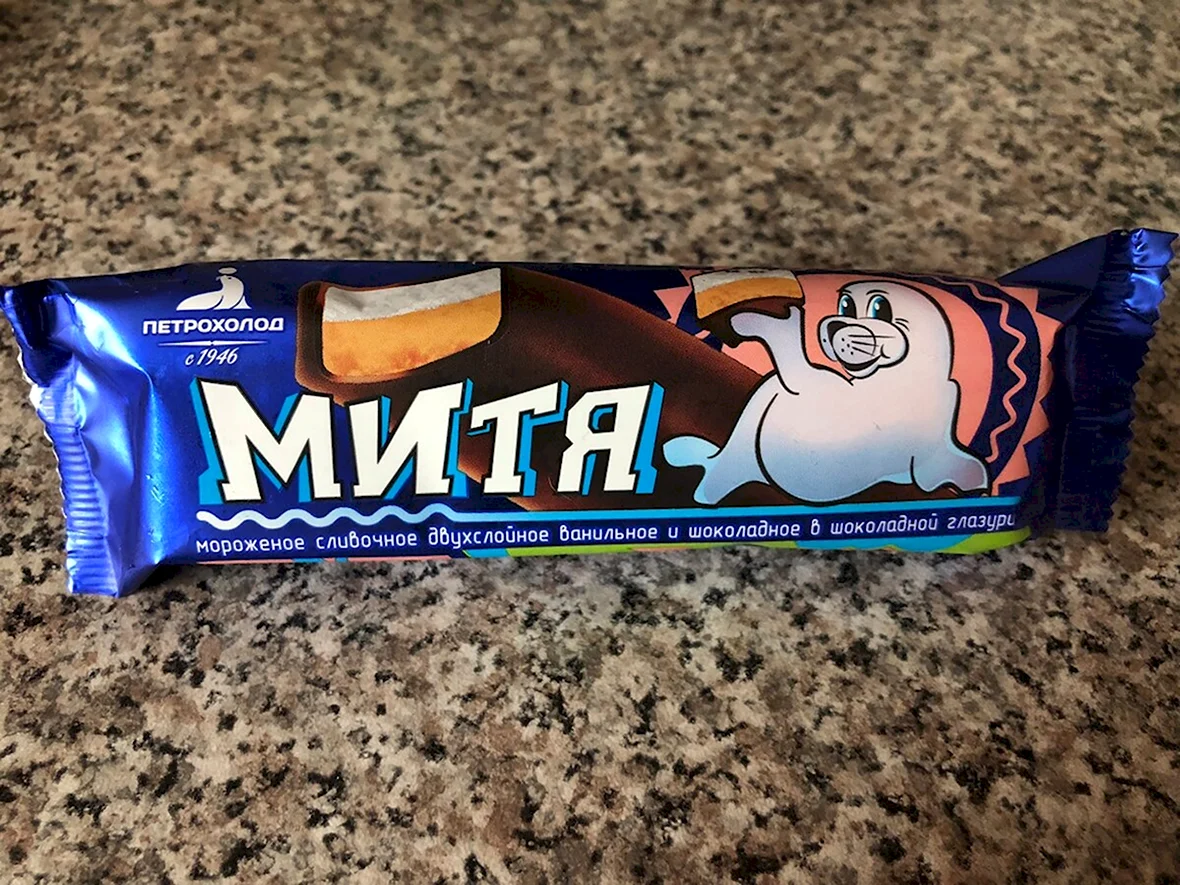 ПЕТРОХОЛОД
с 1946
МИТЯ
мороженое сливочное двухслойное ванильное и шоколадное в шоколадной глазури